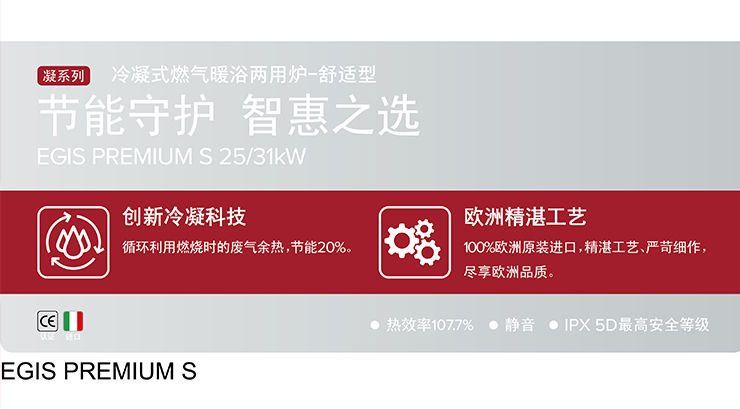 凝系列 冷凝式燃气暖浴两用炉-舒适型
节能守护 智惠之选
EGIS PREMIUM S 25/31kW
创新冷凝科技
循环利用燃烧时的废气余热，节能20%。
欧洲精湛工艺
100%欧洲原装进口，精湛工艺、严苛细作，
尽享欧洲品质。
CE
认证 进口
● 热效率107.7% ● 静音 ● IPX 5D最高安全等级
EGIS PREMIUM S